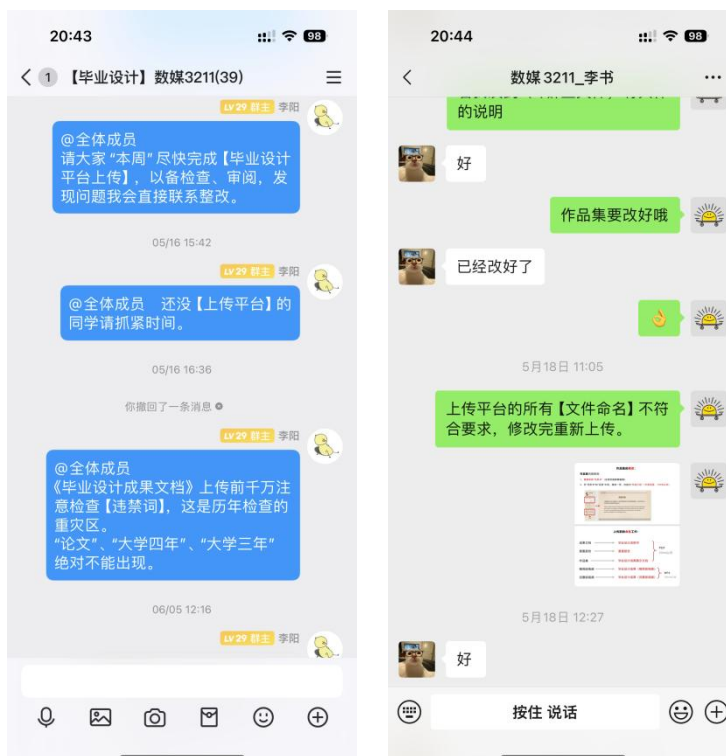 20:43
98
1 【毕业设计】数媒3211(39)
LV29 群主 李阳
@全体成员
请大家“本周”尽快完成【毕业设计
平台上传】，以备检查、审阅，发
现问题我会直接联系整改。
05/16 15:42
LV29 群主 李阳
@全体成员 还没【上传平台】的
同学请抓紧时间。
05/16 16:36
你撤回了一条消息
LV29 群主 李阳
@全体成员
《毕业设计成果文档》上传前千万注
意检查【违禁词】，这是历年检查的
重灾区。
“论文”、“大学四年”、“大学三年”
绝对不能出现。
06/05 12:16
LV29 群主 李阳
20:44
98
数媒3211_李书
的说明
好
作品集要改好哦
已经改好了
5月18日 11:05
上传平台的所有【文件命名】不符
合要求，修改完重新上传。
5月18日 12:27
好
按住 说话